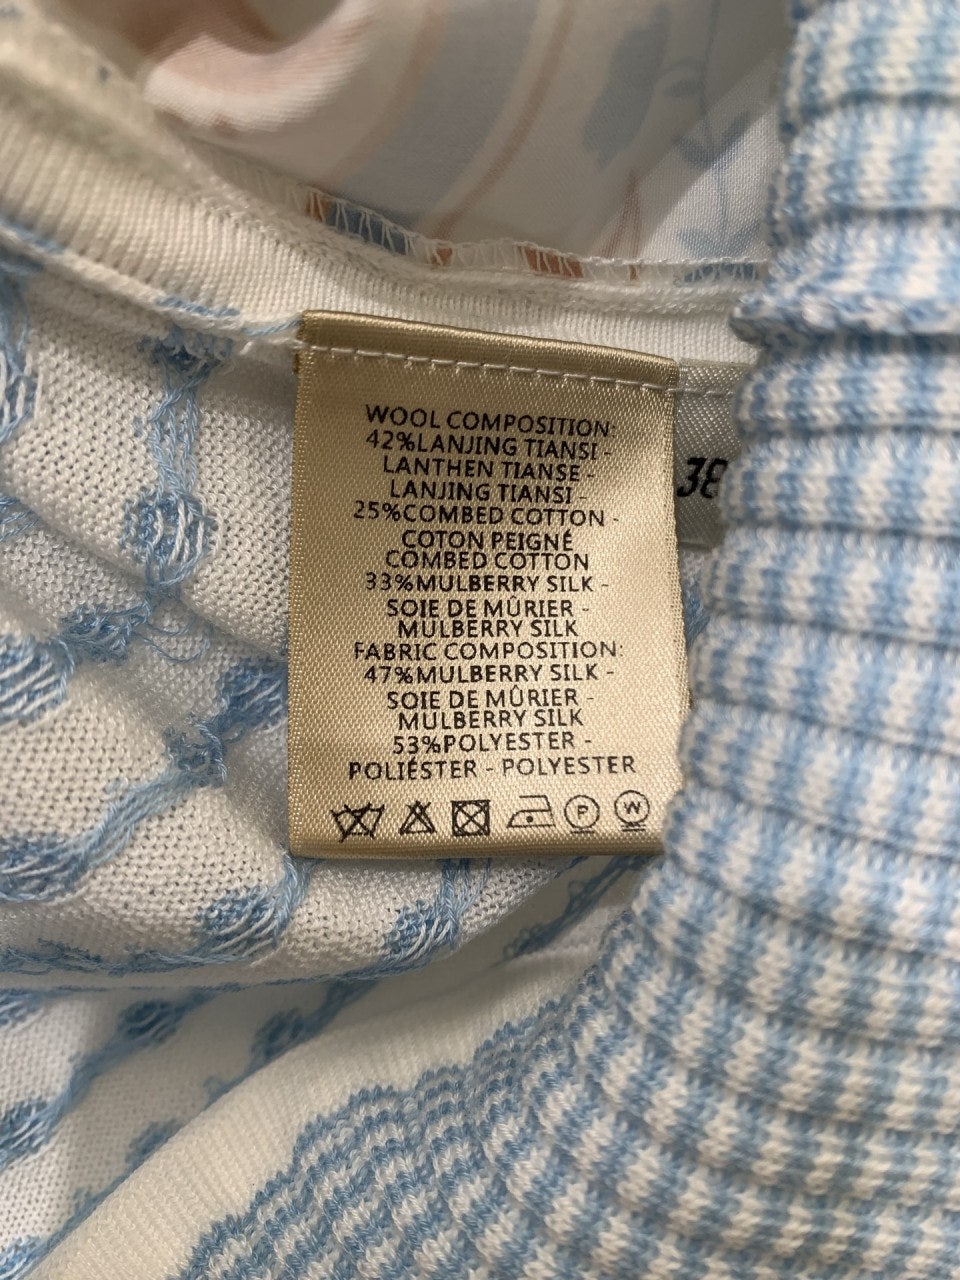 WOOL COMPOSITION:
42%LANJING TIANSI -
LANTHEN TIANSE -
LANJING TIANSI -
25%COMBED COTTON -
COTON PEIGNÉ
COMBED COTTON
33%MULBERRY SILK -
SOIE DE MÛRIER -
MULBERRY SILK
FABRIC COMPOSITION:
47%MULBERRY SILK -
SOIE DE MÛRIER -
MULBERRY SILK
53%POLYESTER -
POLIÉSTER - POLYESTER
P W
38